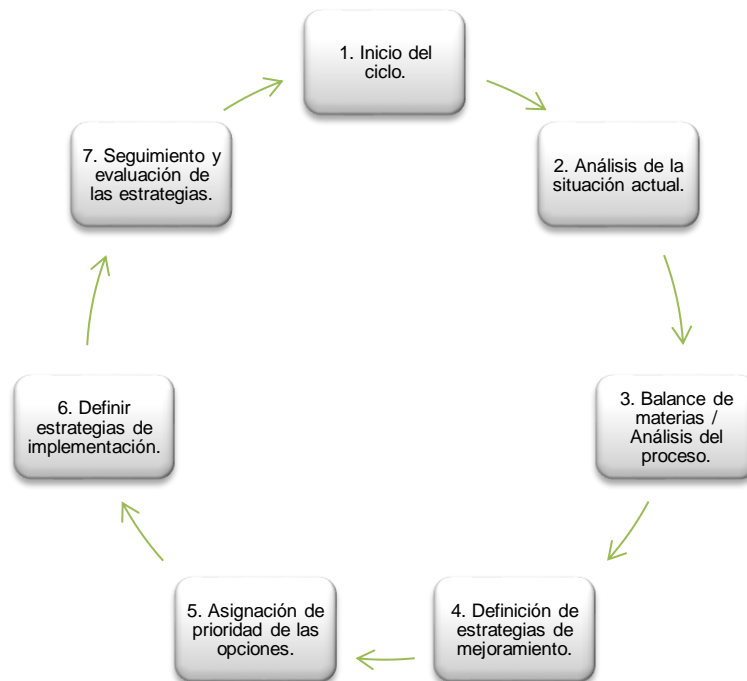 1. Inicio del
ciclo.
2. Análisis de la
situación actual.
3. Balance de
materias /
Análisis del
proceso.
4. Definición de
estrategias de
mejoramiento.
5. Asignación de
prioridad de las
opciones.
6. Definir
estrategias de
implementación.
7. Seguimiento y
evaluación de
las estrategias.